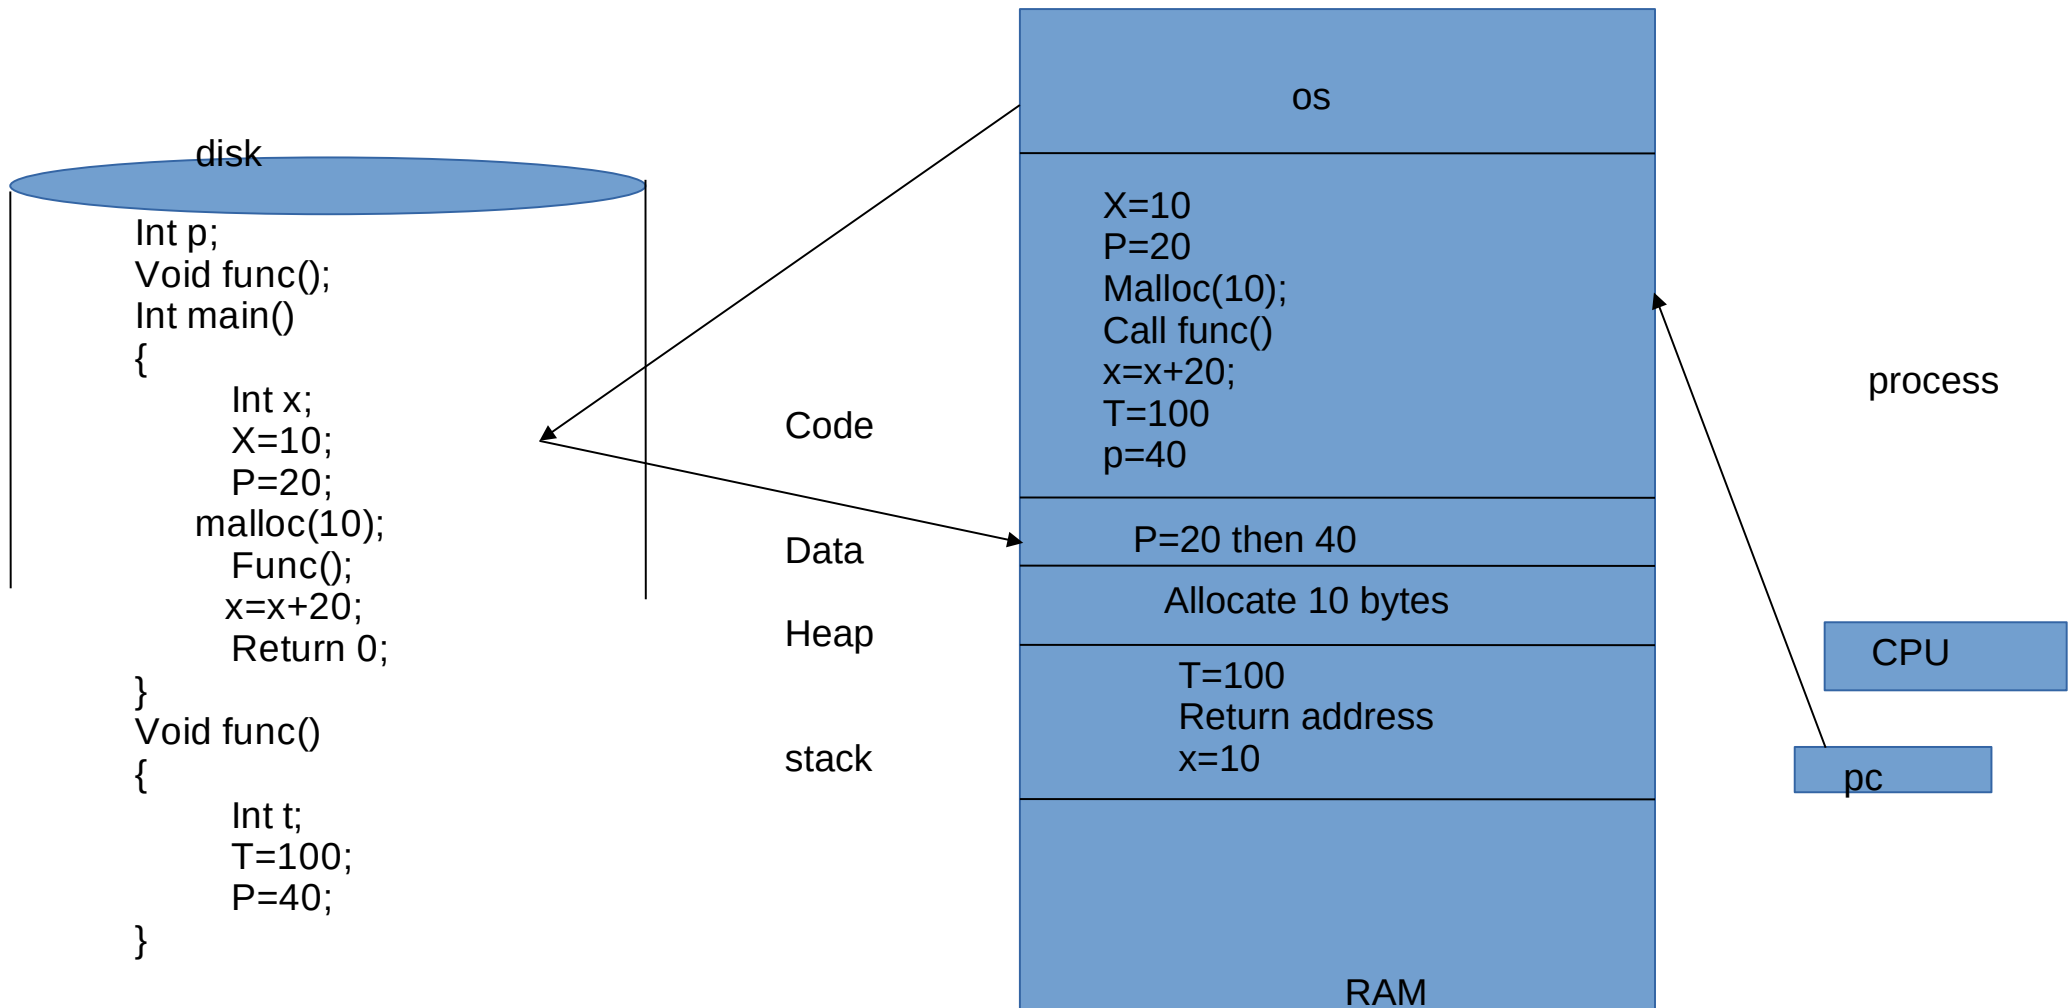 disk
Int p;
Void func();
Int main()
{
Int x;
X=10;
P=20;
malloc(10);
Func();
x=x+20;
Return 0;
}
Void func()
{
Int t;
T=100;
P=40;
}
Code
Data
Heap
stack
os
X=10
P=20
Malloc(10);
Call func()
x=x+20;
T=100
p=40
P=20 then 40
Allocate 10 bytes
T=100
Return address
x=10
RAM
process
CPU
pc